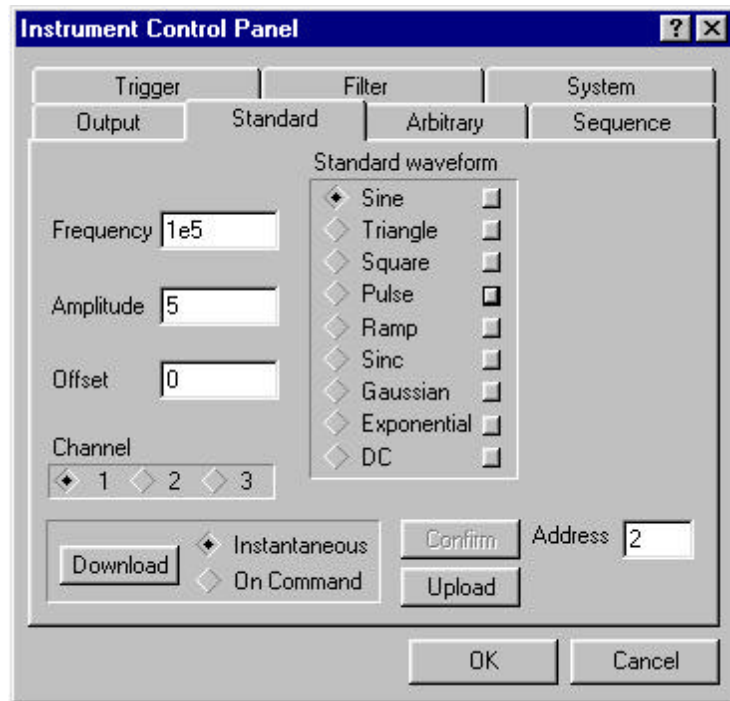 Instrument Control Panel
?
Trigger
Filter
System
Output
Standard
Arbitrary
Sequence
Standard waveform
Frequency 1e5
Amplitude 5
Offset 0
Sine
Triangle
Square
Pulse
Ramp
Sinc
Gaussian
Exponential
DC
Channel
1 2 3
Download
Instantaneous
On Command
Confirm
Upload
Address 2
OK
Cancel